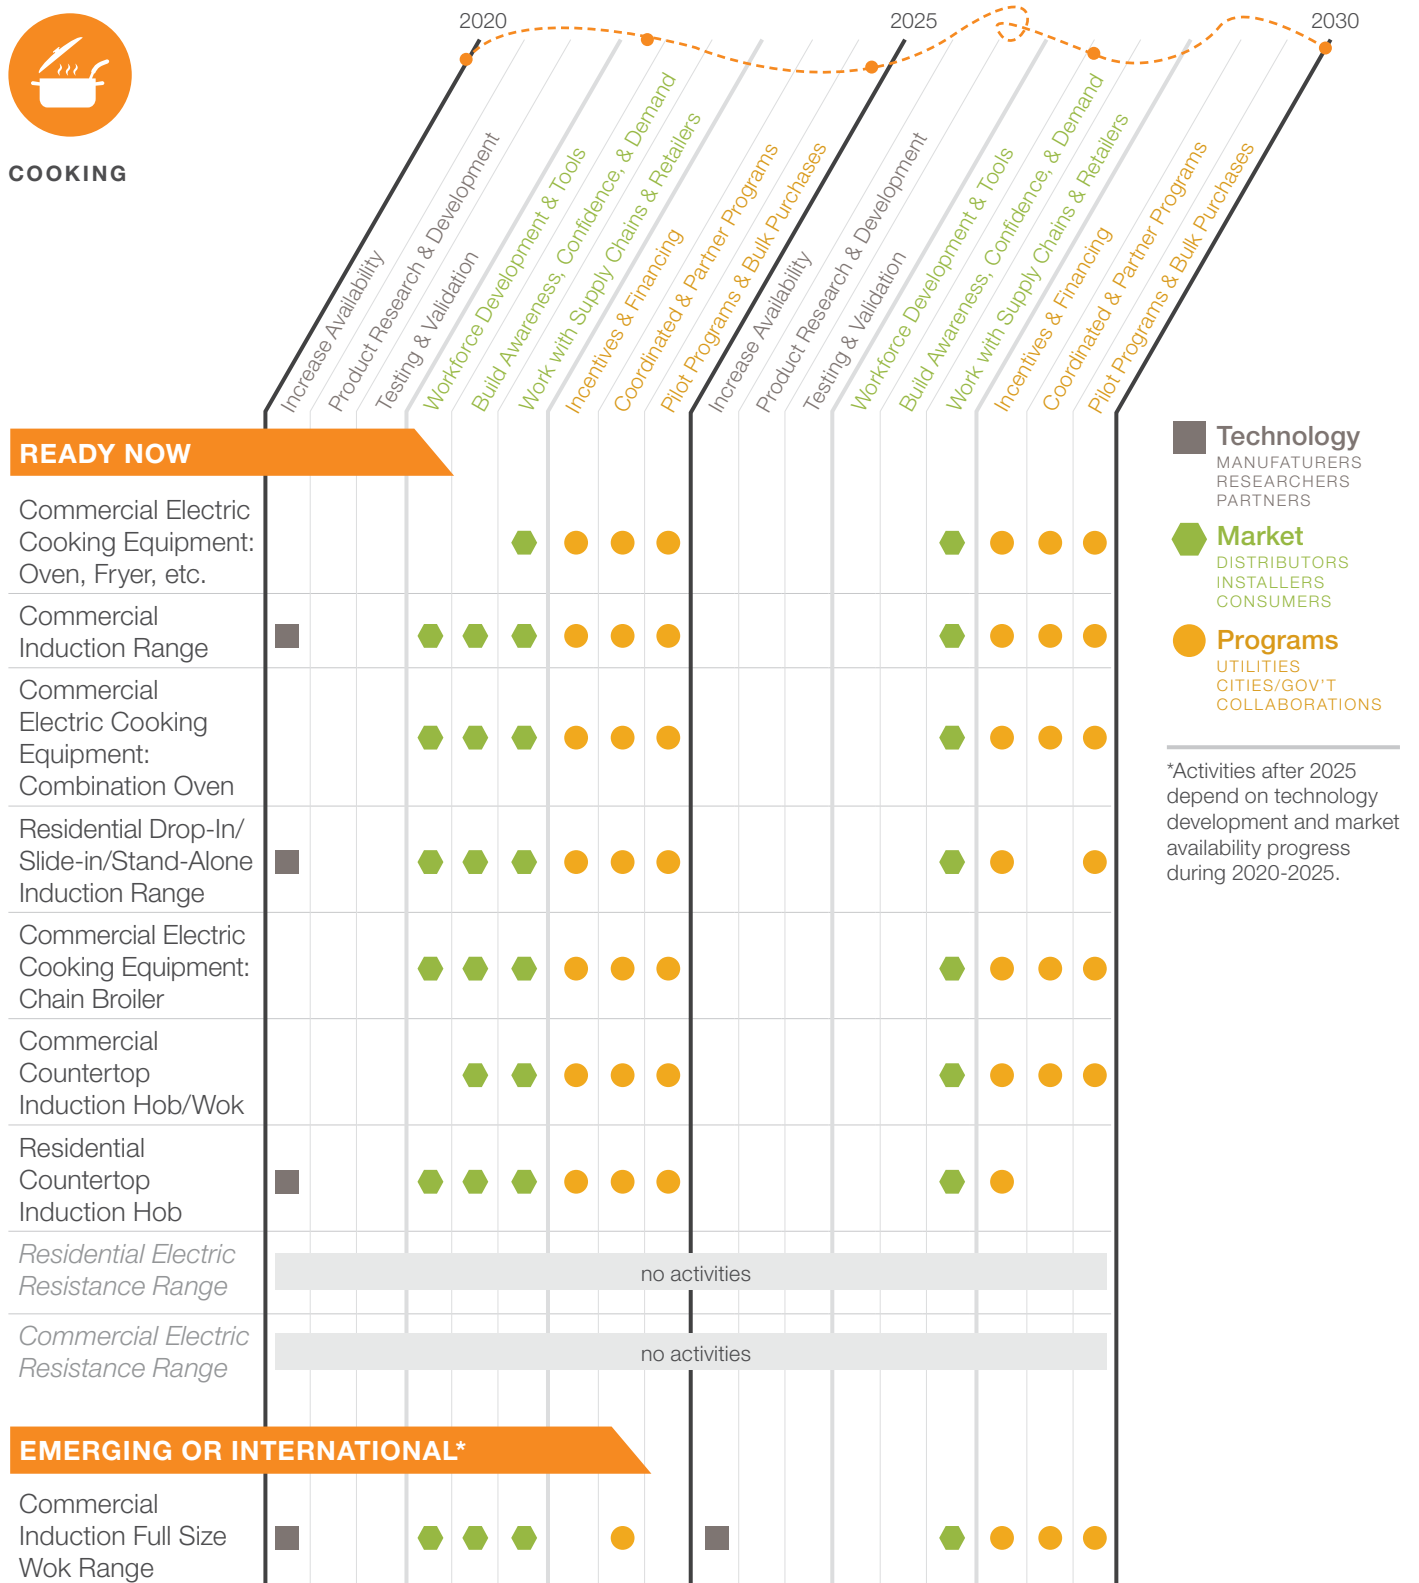 2020
2025
2030
COOKING
Increase Availability
Product Research & Development
Testing & Validation
Workforce Development & Tools
Build Awareness, Confidence, & Demand
Work with Supply Chains & Retailers
Incentives & Financing
Coordinated & Partner Programs
Pilot Programs & Bulk Purchases
Increase Availability
Product Research & Development
Testing & Validation
Workforce Development & Tools
Build Awareness, Confidence, & Demand
Work with Supply Chains & Retailers
Incentives & Financing
Coordinated & Partner Programs
Pilot Programs & Bulk Purchases
READY NOW
Commercial Electric
Cooking Equipment:
Oven, Fryer, etc.
Commercial
Induction Range
Commercial
Electric Cooking
Equipment:
Combination Oven
Residential Drop-In/
Slide-in/Stand-Alone
Induction Range
Commercial Electric
Cooking Equipment:
Chain Broiler
Commercial
Countertop
Induction Hob/Wok
Residential
Countertop
Induction Hob
Residential Electric
Resistance Range
no activities
Commercial Electric
Resistance Range
no activities
EMERGING OR INTERNATIONAL*
Commercial
Induction Full Size
Wok Range
Technology
MANUFATURERS
RESEARCHERS
PARTNERS
Market
DISTRIBUTORS
INSTALLERS
CONSUMERS
Programs
UTILITIES
CITIES/GOV'T
COLLABORATIONS
*Activities after 2025
depend on technology
development and market
availability progress
during 2020-2025.